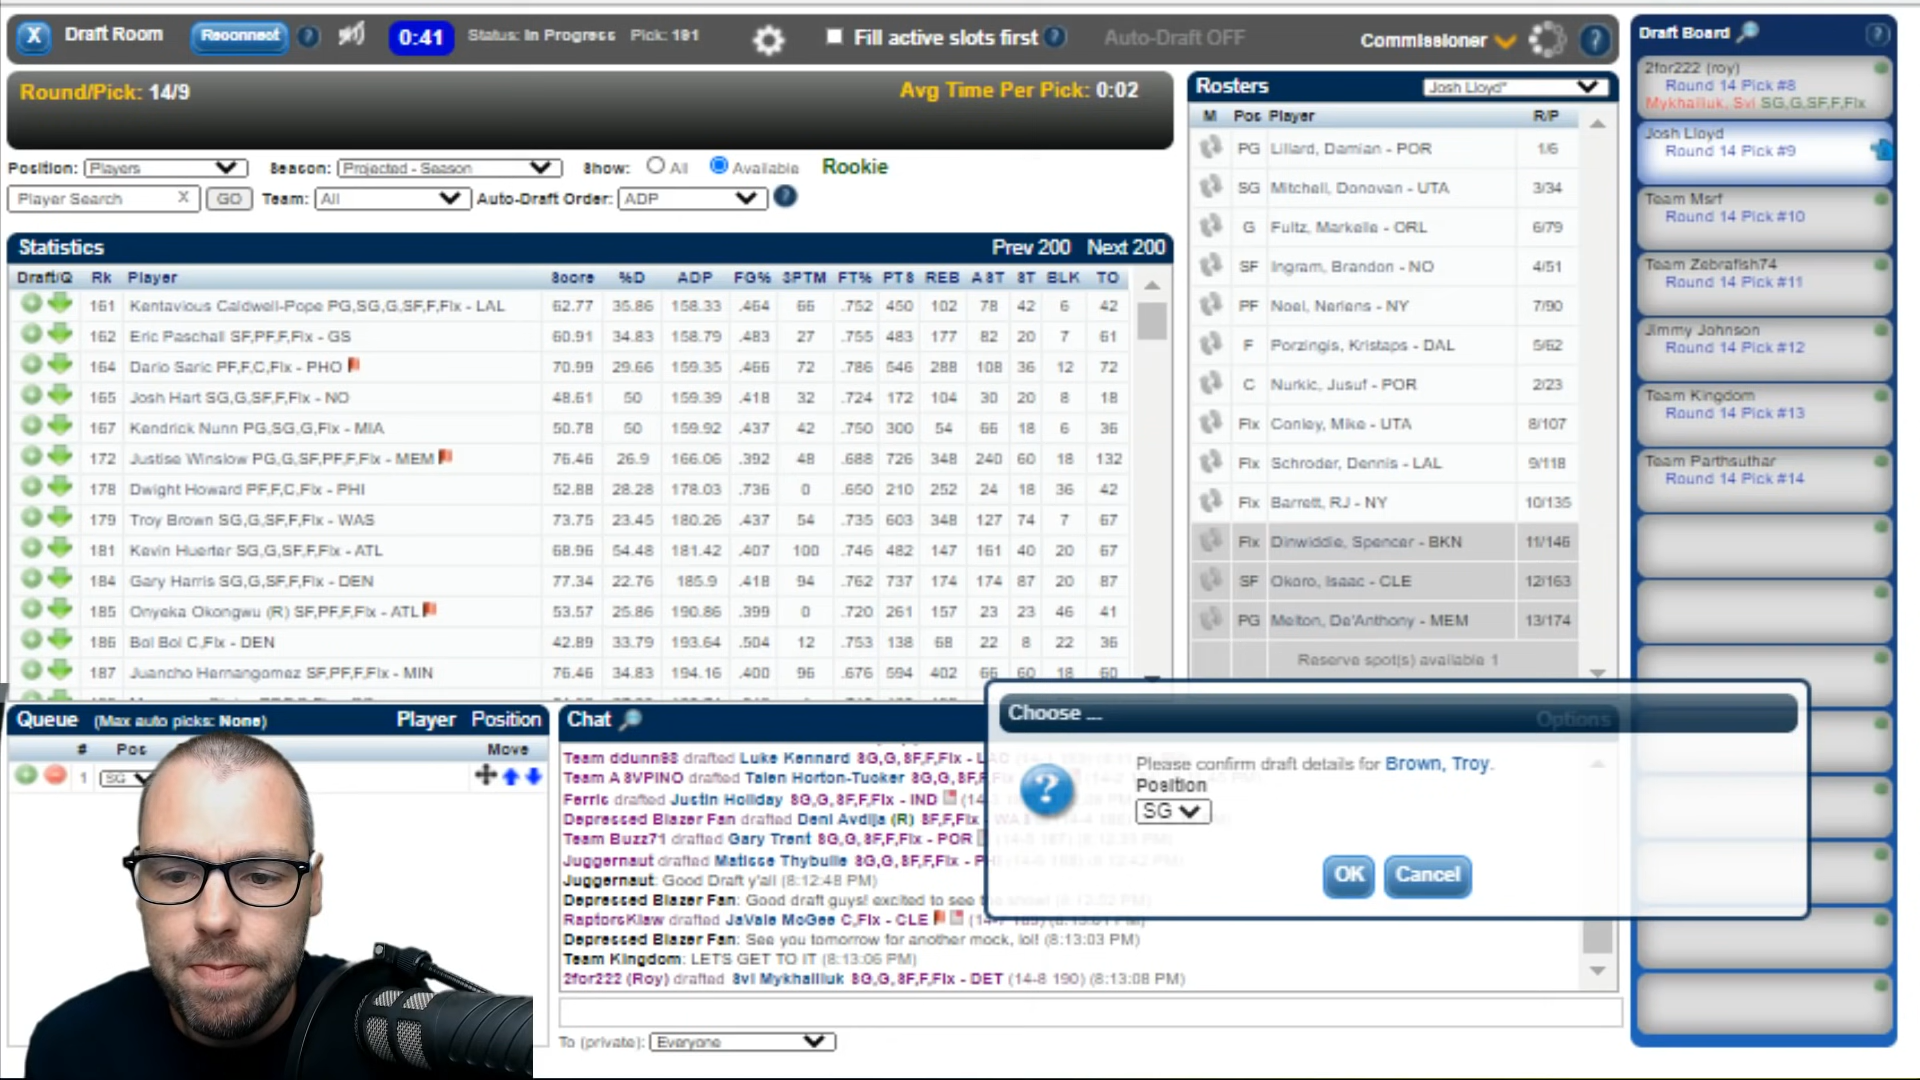 X Draft Room Reconnect ? 0:41 Status: In Progress Pick: 191 Fill active slots first ? Auto-Draft OFF Commissioner ?
Round/Pick: 14/9 Avg Time Per Pick: 0:02
Position: Players Season: Projected - Season Show: All Available Rookie
Player Search X GO Team: All Auto-Draft Order: ADP ?
Statistics Prev 200 Next 200
Draft/Q Rk Player Score %D ADP FG% 3PTM FT% PTS REB AST ST BLK TO
161 Kentavious Caldwell-Pope PG,SG,G,SF,F,Flx - LAL 62.77 35.86 158.33 .464 66 .752 450 102 78 42 6 42
162 Eric Paschall SF,PF,F,Flx - GS 60.91 34.83 158.79 .483 27 .755 483 177 82 20 7 61
164 Dario Saric PF,F,C,Flx - PHO 70.99 29.66 159.35 .466 72 .786 546 288 108 36 12 72
165 Josh Hart SG,G,SF,F,Flx - NO 48.61 50 159.39 .418 32 .724 172 104 30 20 8 18
167 Kendrick Nunn PG,SG,G,Flx - MIA 50.78 50 159.92 .437 42 .750 300 54 66 18 6 36
172 Justise Winslow PG,G,SF,PF,F,Flx - MEM 76.46 26.9 166.06 .392 48 .688 726 348 240 60 18 132
178 Dwight Howard PF,F,C,Flx - PHI 52.88 28.28 178.03 .736 0 .650 210 252 24 18 36 42
179 Troy Brown SG,G,SF,F,Flx - WAS 73.75 23.45 180.26 .437 54 .735 603 348 127 74 7 67
181 Kevin Huerter SG,G,SF,F,Flx - ATL 68.96 54.48 181.42 .407 100 .746 482 147 161 40 20 67
184 Gary Harris SG,G,SF,F,Flx - DEN 77.34 22.76 185.9 .418 94 .762 737 174 174 87 20 87
185 Onyeka Okongwu (R) SF,PF,F,Flx - ATL 53.57 25.86 190.86 .399 0 .720 261 157 23 23 46 41
186 Bol Bol C,Flx - DEN 42.89 33.79 193.64 .504 12 .753 138 68 22 8 22 36
187 Juancho Hernangomez SF,PF,F,Flx - MIN 76.46 34.83 194.16 .400 96 .676 594 402 66 60 18 60
Rosters Josh Lloyd*
M Pos Player R/P
PG Lillard, Damian - POR 1/6
SG Mitchell, Donovan - UTA 3/34
G Fultz, Markelle - ORL 6/79
SF Ingram, Brandon - NO 4/51
PF Noel, Nerlens - NY 7/90
F Porzingis, Kristaps - DAL 5/62
C Nurkic, Jusuf - POR 2/23
Flx Conley, Mike - UTA 8/107
Flx Schroder, Dennis - LAL 9/118
Flx Barrett, RJ - NY 10/135
Flx Dinwiddie, Spencer - BKN 11/146
SF Okoro, Isaac - CLE 12/163
PG Melton, De'Anthony - MEM 13/174
Reserve spot(s) available 1
Draft Board ?
2for222 (roy)
Round 14 Pick #8
Mykhailiuk, Svi SG,G,SF,F,Flx
Josh Lloyd
Round 14 Pick #9
Team Msrf
Round 14 Pick #10
Team Zebrafish74
Round 14 Pick #11
Jimmy Johnson
Round 14 Pick #12
Team Kingdom
Round 14 Pick #13
Team Parthsuthar
Round 14 Pick #14
Queue (Max auto picks: None) Player Position
# Pos Move
1 SG
Chat
Team ddunn98 drafted Luke Kennard SG,G,SF,F,Flx - LAC
Team A SVPINO drafted Talen Horton-Tucker SG,G,SF,F
Ferris drafted Justin Holiday SG,G,SF,F,Flx - IND
Depressed Blazer Fan drafted Deni Avdija (R) SF,F,Flx - WAS
Team Buzz71 drafted Gary Trent SG,G,SF,F,Flx - POR
Juggernaut drafted Matisse Thybulle SG,G,SF,F,Flx - PHI
Juggernaut: Good Draft y'all (8:12:48 PM)
Depressed Blazer Fan: Good draft guys! excited to see
RaptorsKlaw drafted JaVale McGee C,Flx - CLE
Depressed Blazer Fan: See you tomorrow for another mock, lol! (8:13:03 PM)
Team Kingdom: LETS GET TO IT (8:13:06 PM)
2for222 (Roy) drafted Svi Mykhailiuk SG,G,SF,F,Flx - DET (14-8 190) (8:13:08 PM)
To (private): Everyone
Choose ... Options
? Please confirm draft details for Brown, Troy.
Position
SG
OK Cancel